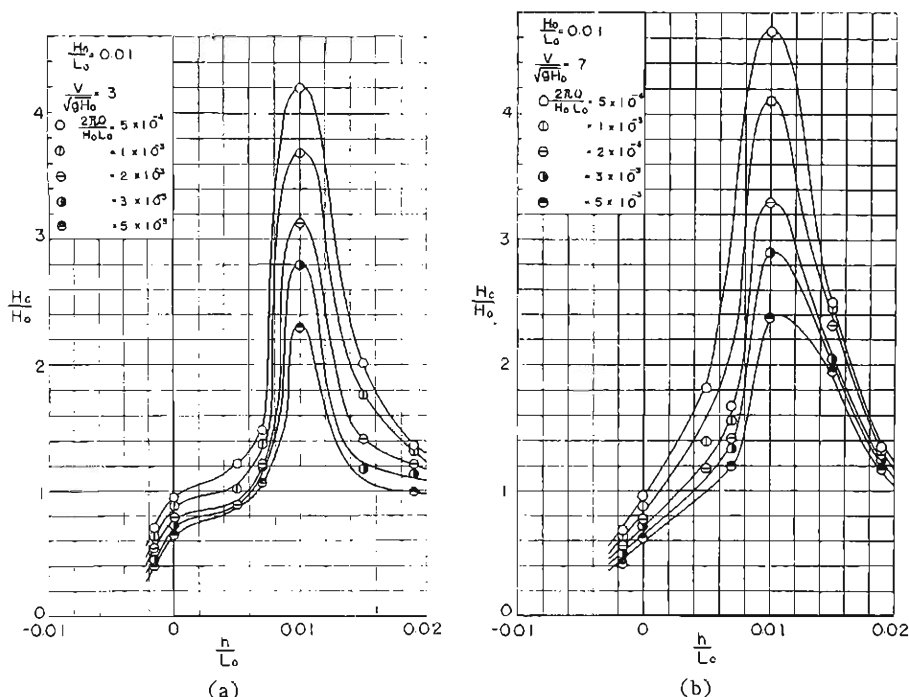 H₀/L₀ = 0.01
V/√gH₀ = 3
2πQ/H₀L₀ = 5 × 10⁻⁴
= 1 × 10⁻³
= 2 × 10⁻³
= 3 × 10⁻³
= 5 × 10⁻³
4
3
Hc/H₀
2
1
0
-0.01
0
0.01
0.02
h/L₀
(a)
H₀/L₀ = 0.01
V/√gH₀ = 7
2πQ/H₀L₀ = 5 × 10⁻⁴
= 1 × 10⁻³
= 2 × 10⁻⁴
= 3 × 10⁻³
= 5 × 10⁻³
4
3
Hc/H₀
2
1
0
-0.01
0
0.01
0.02
h/L₀
(b)